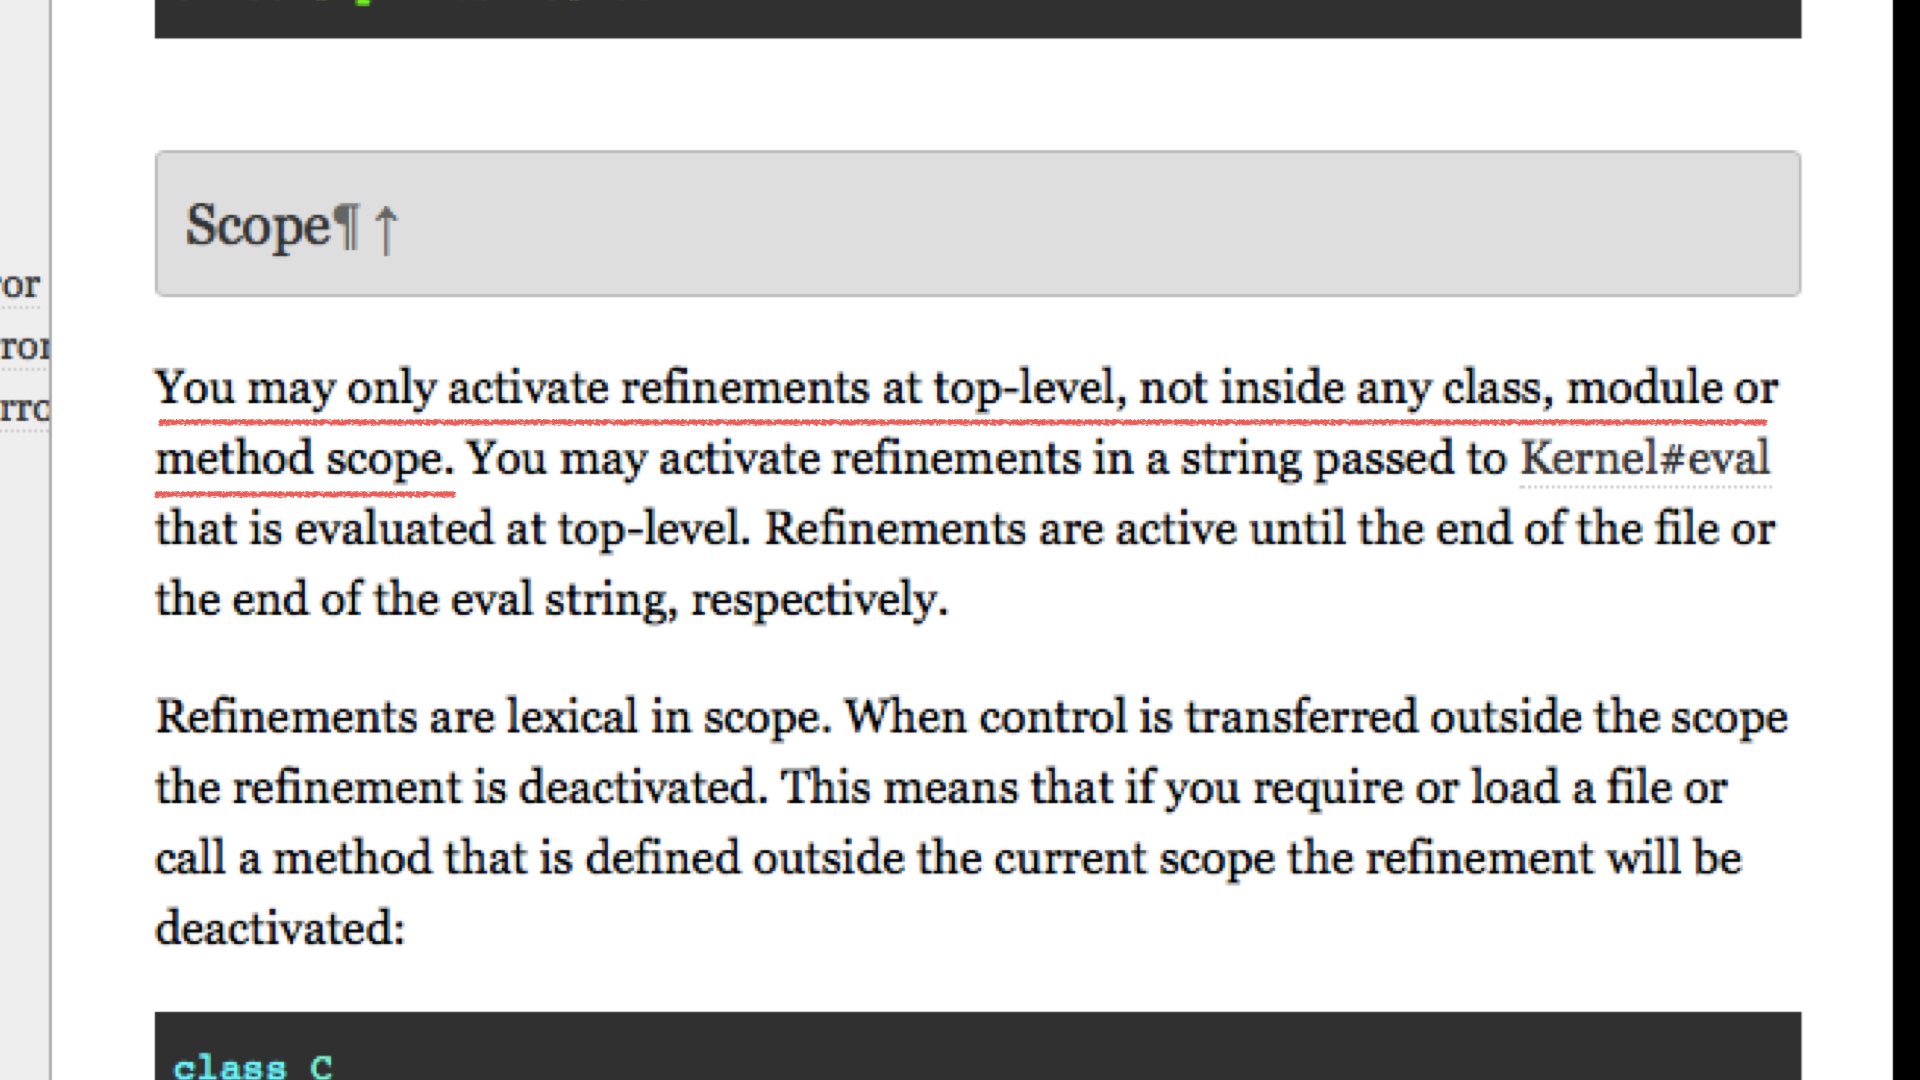 Scope¶ ↑
You may only activate refinements at top-level, not inside any class, module or
method scope. You may activate refinements in a string passed to Kernel#eval
that is evaluated at top-level. Refinements are active until the end of the file or
the end of the eval string, respectively.
Refinements are lexical in scope. When control is transferred outside the scope
the refinement is deactivated. This means that if you require or load a file or
call a method that is defined outside the current scope the refinement will be
deactivated:
class C